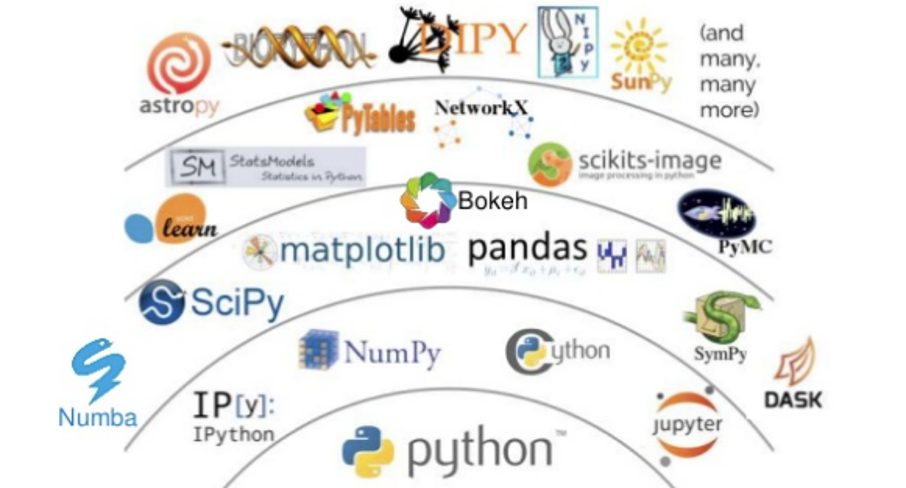 (and
many,
many
more)
astropy
BIOPYTHON
DIPY
NIPY
SunPy
PyTables
NetworkX
SM StatsModels
Statistics in Python
scikits-image
image processing in python
learn
Bokeh
PyMC
matplotlib
pandas
SciPy
NumPy
Cython
SymPy
Numba
IP[y]:
IPython
jupyter
DASK
python™